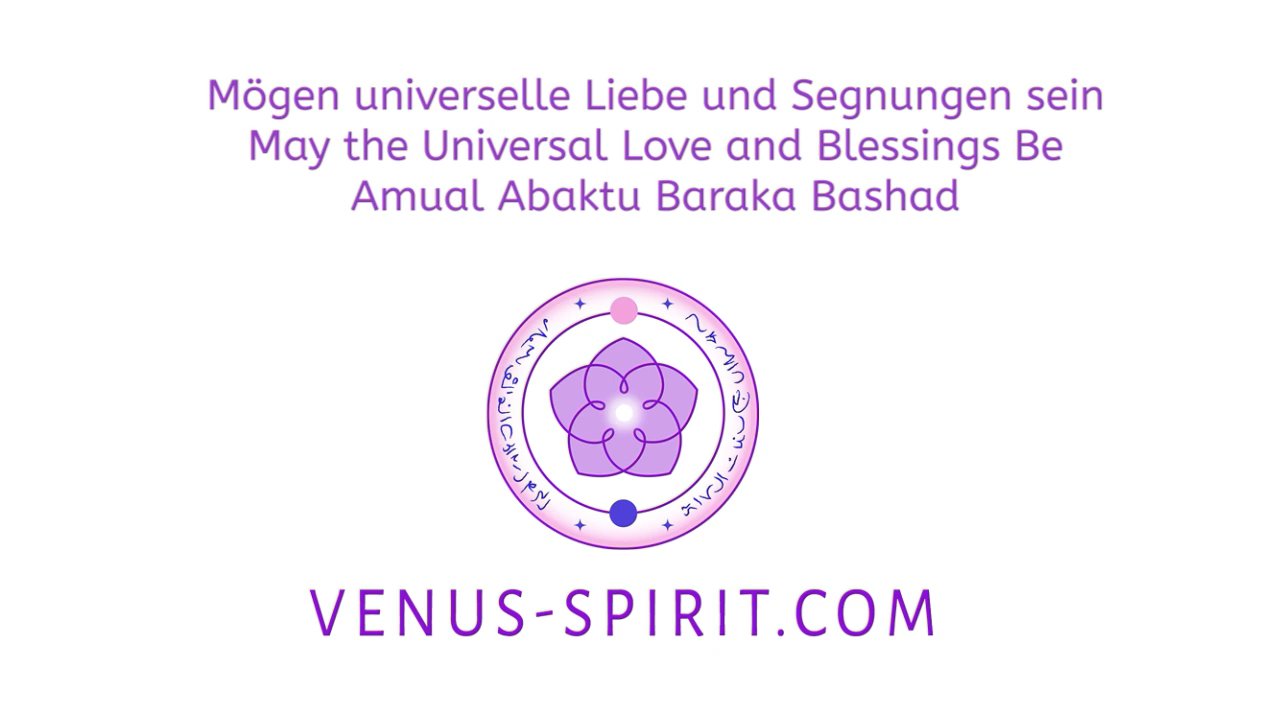 Mögen universelle Liebe und Segnungen sein
May the Universal Love and Blessings Be
Amual Abaktu Baraka Bashad
VENUS-SPIRIT.COM